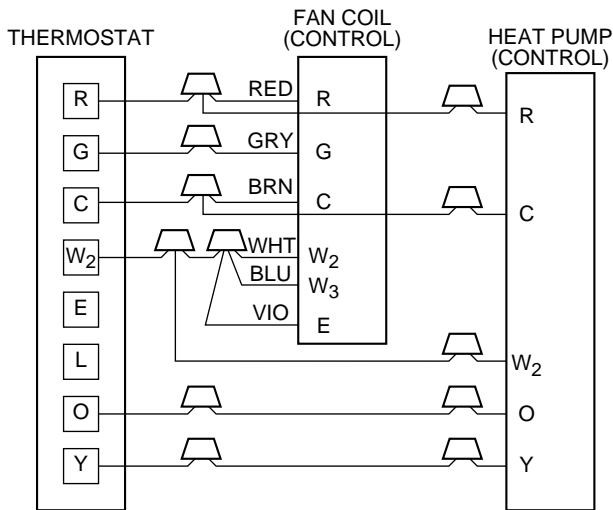 THERMOSTAT
FAN COIL
(CONTROL)
HEAT PUMP
(CONTROL)
R
RED
R
R
G
GRY
G
C
BRN
C
C
W2
WHT
W2
BLU
W3
E
VIO
E
L
W2
O
O
Y
Y